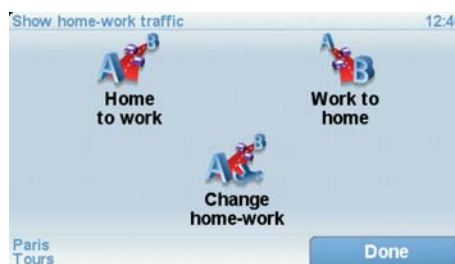 Show home-work traffic 12:4
A B
A B
Home
to work
Work to
home
A B C
Change
home-work
Paris
Tours
Done